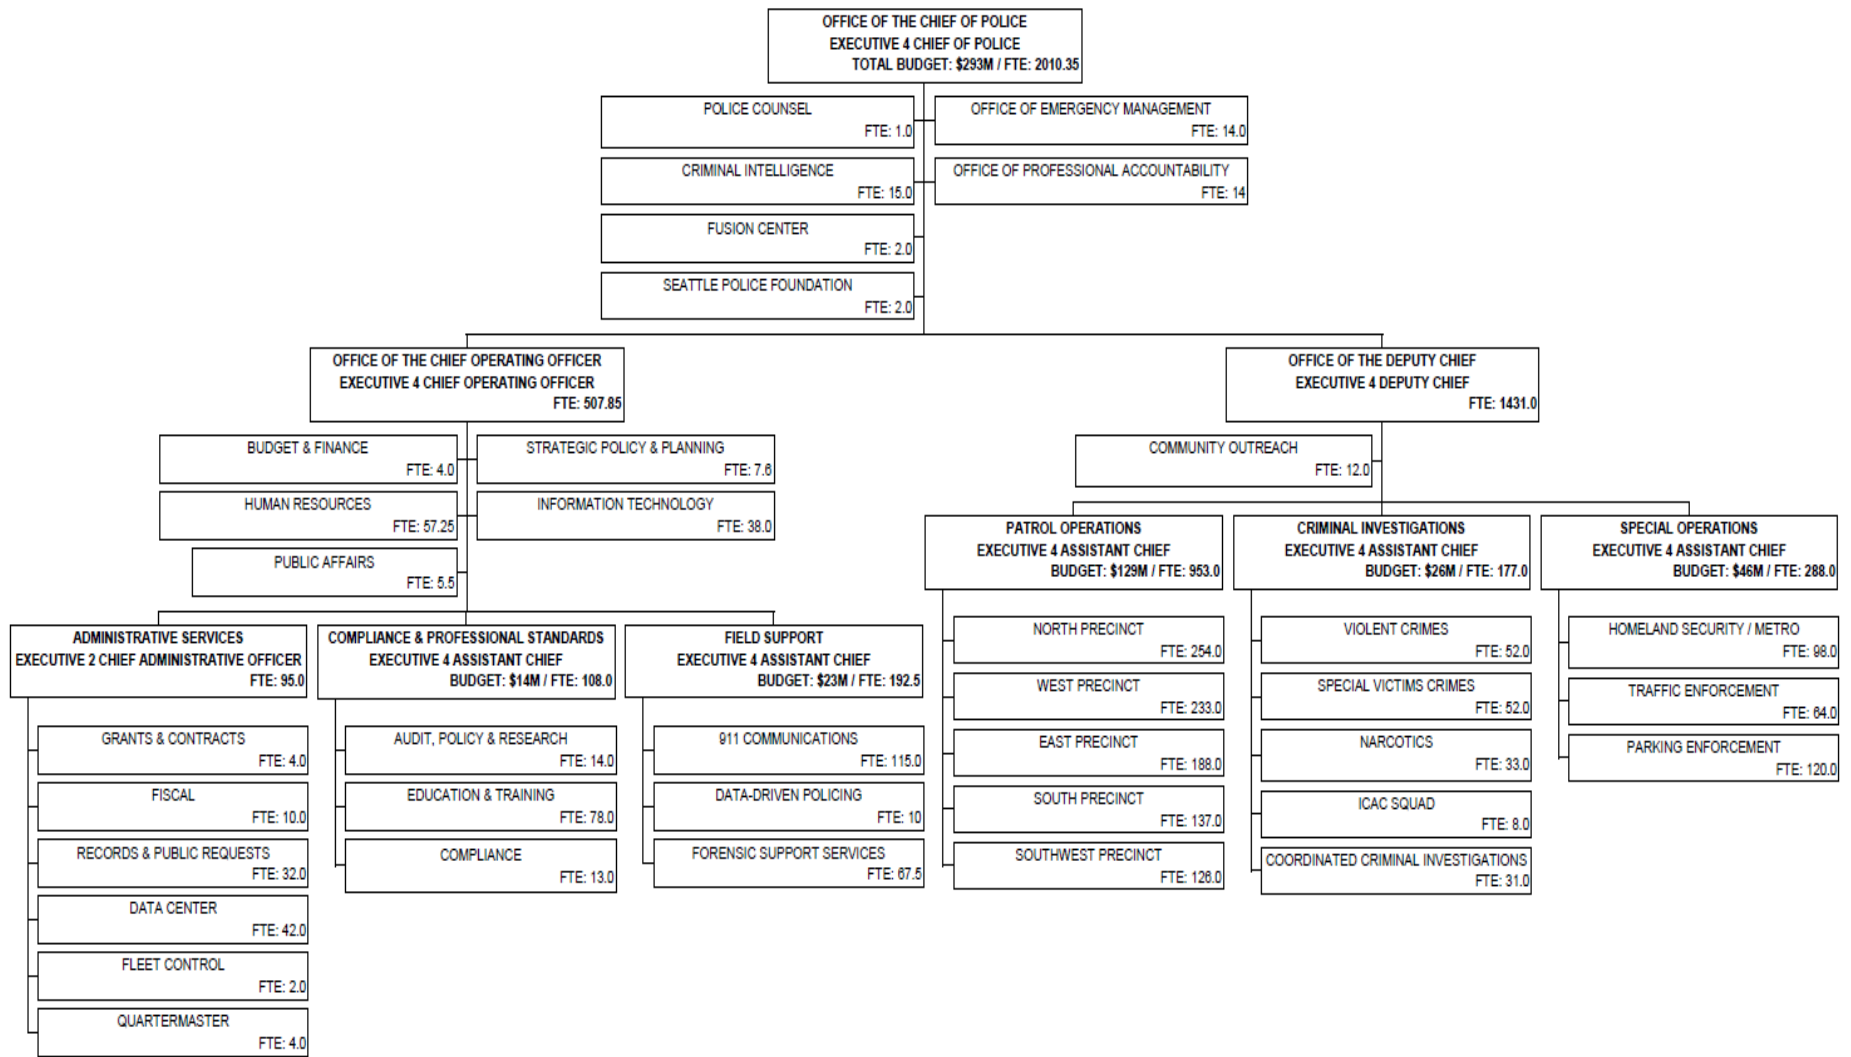 OFFICE OF THE CHIEF OF POLICE
EXECUTIVE 4 CHIEF OF POLICE
TOTAL BUDGET: $293M / FTE: 2010.35
POLICE COUNSEL
FTE: 1.0
OFFICE OF EMERGENCY MANAGEMENT
FTE: 14.0
CRIMINAL INTELLIGENCE
FTE: 15.0
OFFICE OF PROFESSIONAL ACCOUNTABILITY
FTE: 14
FUSION CENTER
FTE: 2.0
SEATTLE POLICE FOUNDATION
FTE: 2.0
OFFICE OF THE CHIEF OPERATING OFFICER
EXECUTIVE 4 CHIEF OPERATING OFFICER
FTE: 507.85
BUDGET & FINANCE
FTE: 4.0
STRATEGIC POLICY & PLANNING
FTE: 7.6
HUMAN RESOURCES
FTE: 57.25
INFORMATION TECHNOLOGY
FTE: 38.0
PUBLIC AFFAIRS
FTE: 5.5
ADMINISTRATIVE SERVICES
EXECUTIVE 2 CHIEF ADMINISTRATIVE OFFICER
FTE: 95.0
GRANTS & CONTRACTS
FTE: 4.0
FISCAL
FTE: 10.0
RECORDS & PUBLIC REQUESTS
FTE: 32.0
DATA CENTER
FTE: 42.0
FLEET CONTROL
FTE: 2.0
QUARTERMASTER
FTE: 4.0
COMPLIANCE & PROFESSIONAL STANDARDS
EXECUTIVE 4 ASSISTANT CHIEF
BUDGET: $14M / FTE: 108.0
AUDIT, POLICY & RESEARCH
FTE: 14.0
EDUCATION & TRAINING
FTE: 78.0
COMPLIANCE
FTE: 13.0
FIELD SUPPORT
EXECUTIVE 4 ASSISTANT CHIEF
BUDGET: $23M / FTE: 192.5
911 COMMUNICATIONS
FTE: 115.0
DATA-DRIVEN POLICING
FTE: 10
FORENSIC SUPPORT SERVICES
FTE: 67.5
OFFICE OF THE DEPUTY CHIEF
EXECUTIVE 4 DEPUTY CHIEF
FTE: 1431.0
COMMUNITY OUTREACH
FTE: 12.0
PATROL OPERATIONS
EXECUTIVE 4 ASSISTANT CHIEF
BUDGET: $129M / FTE: 953.0
NORTH PRECINCT
FTE: 254.0
WEST PRECINCT
FTE: 233.0
EAST PRECINCT
FTE: 188.0
SOUTH PRECINCT
FTE: 137.0
SOUTHWEST PRECINCT
FTE: 126.0
CRIMINAL INVESTIGATIONS
EXECUTIVE 4 ASSISTANT CHIEF
BUDGET: $26M / FTE: 177.0
VIOLENT CRIMES
FTE: 52.0
SPECIAL VICTIMS CRIMES
FTE: 52.0
NARCOTICS
FTE: 33.0
ICAC SQUAD
FTE: 8.0
COORDINATED CRIMINAL INVESTIGATIONS
FTE: 31.0
SPECIAL OPERATIONS
EXECUTIVE 4 ASSISTANT CHIEF
BUDGET: $46M / FTE: 288.0
HOMELAND SECURITY / METRO
FTE: 98.0
TRAFFIC ENFORCEMENT
FTE: 64.0
PARKING ENFORCEMENT
FTE: 120.0